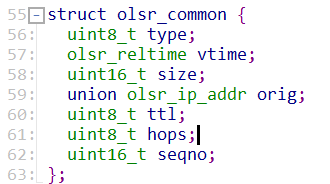 55 struct olsr_common {
56: uint8_t type;
57: olsr_reltime vtime;
58: uint16_t size;
59: union olsr_ip_addr orig;
60: uint8_t ttl;
61: uint8_t hops;
62: uint16_t seqno;
63: };